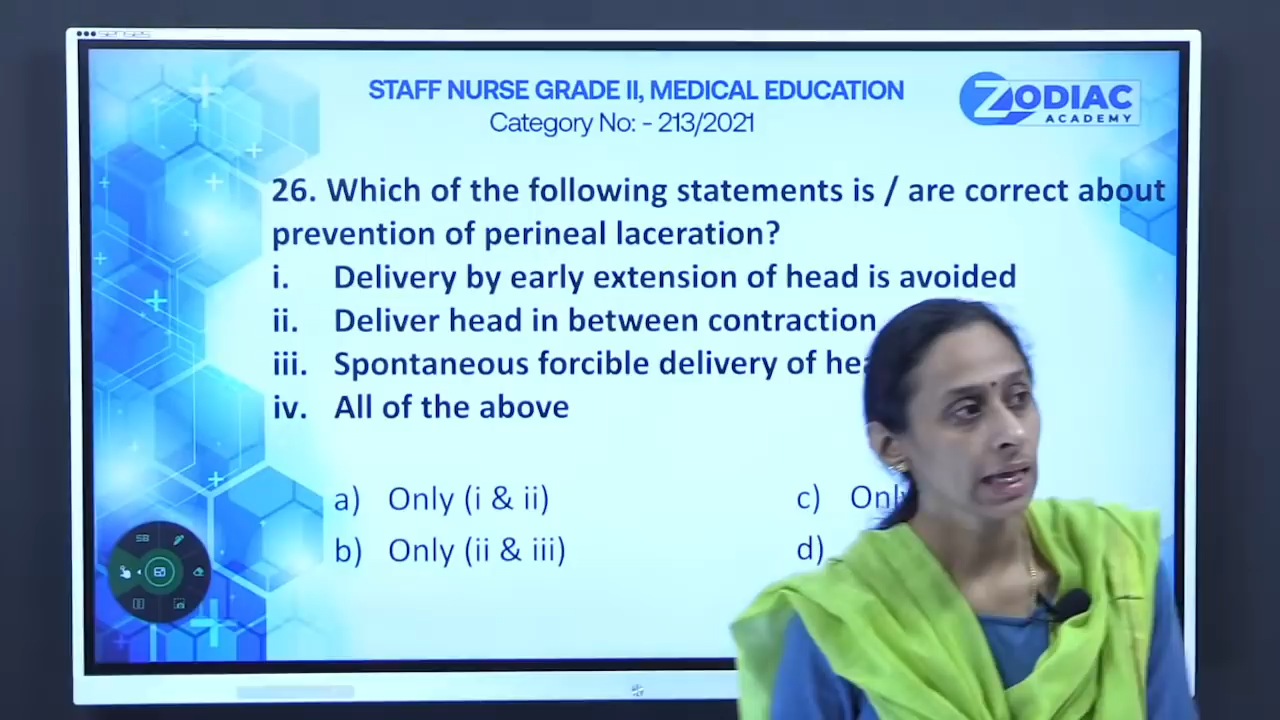 senses
STAFF NURSE GRADE II, MEDICAL EDUCATION
Category No: - 213/2021
ZODIAC
ACADEMY
26. Which of the following statements is / are correct about
prevention of perineal laceration?
i. Delivery by early extension of head is avoided
ii. Deliver head in between contraction
iii. Spontaneous forcible delivery of
iv. All of the above
a) Only (i & ii)
c)
b) Only (ii & iii)
d)
SB